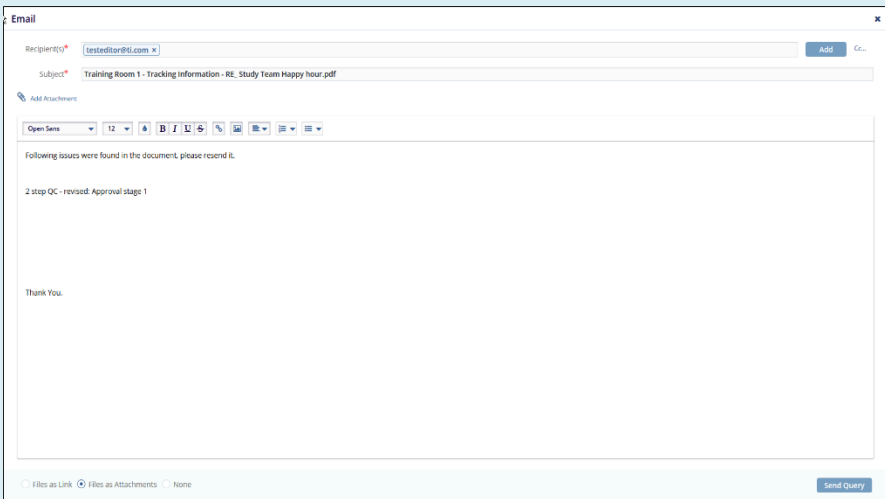 Email ×
Recipient(s)* testeditor@ti.com × Add Cc...
Subject* Training Room 1 - Tracking Information - RE_ Study Team Happy hour.pdf
Add Attachment
Open Sans 12 B I U S
Following issues were found in the document, please resend it.
2 step QC - revised: Approval stage 1
Thank You.
Files as Link Files as Attachments None
Send Query